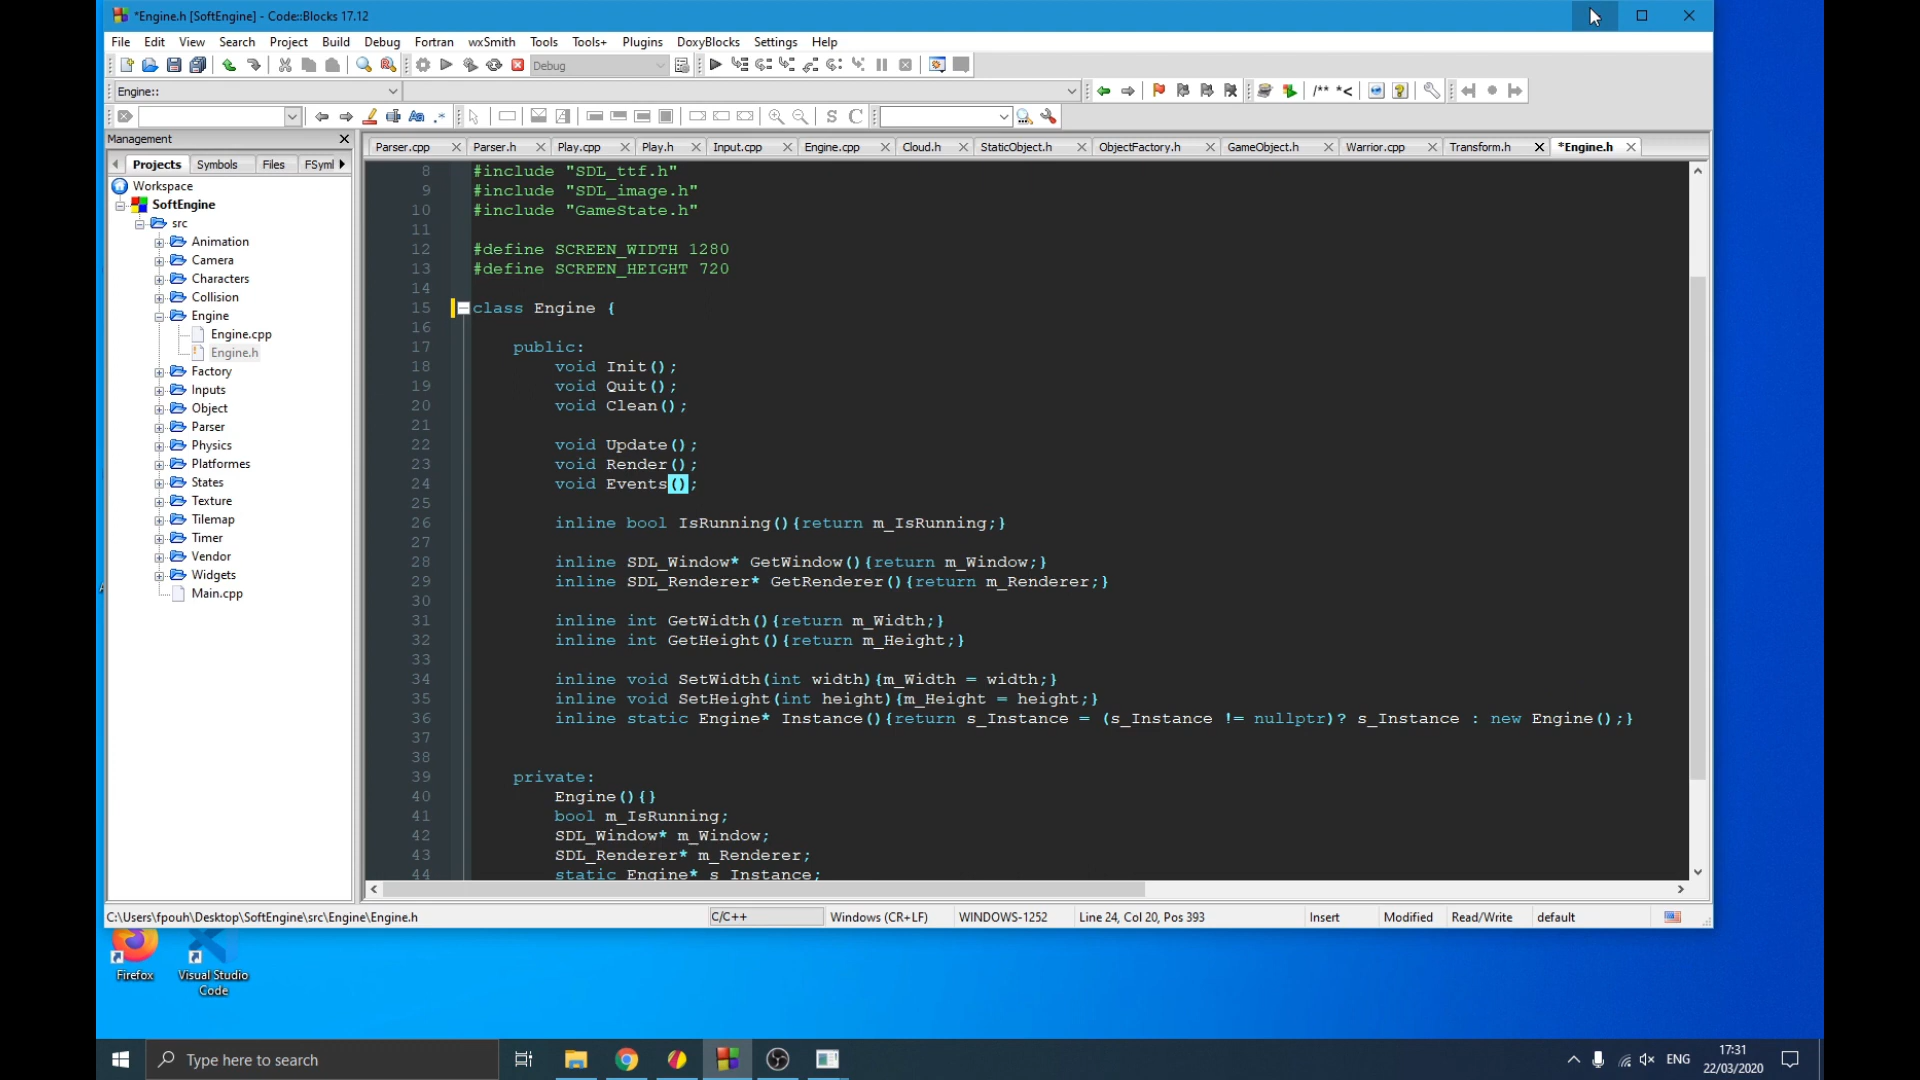 *Engine.h [SoftEngine] - Code::Blocks 17.12
File Edit View Search Project Build Debug Fortran wxSmith Tools Tools+ Plugins DoxyBlocks Settings Help
Debug
Engine::
/** *<
Aa .* S C
Management
Parser.cpp Parser.h Play.cpp Play.h Input.cpp Engine.cpp Cloud.h StaticObject.h ObjectFactory.h GameObject.h Warrior.cpp Transform.h *Engine.h
Projects Symbols Files FSyml
Workspace
SoftEngine
src
Animation
Camera
Characters
Collision
Engine
Engine.cpp
Engine.h
Factory
Inputs
Object
Parser
Physics
Platformes
States
Texture
Tilemap
Timer
Vendor
Widgets
Main.cpp
8 #include "SDL_ttf.h"
9 #include "SDL_image.h"
10 #include "GameState.h"
11
12 #define SCREEN_WIDTH 1280
13 #define SCREEN_HEIGHT 720
14
15 class Engine {
16
17 public:
18 void Init();
19 void Quit();
20 void Clean();
21
22 void Update();
23 void Render();
24 void Events();
25
26 inline bool IsRunning(){return m_IsRunning;}
27
28 inline SDL_Window* GetWindow(){return m_Window;}
29 inline SDL_Renderer* GetRenderer(){return m_Renderer;}
30
31 inline int GetWidth(){return m_Width;}
32 inline int GetHeight(){return m_Height;}
33
34 inline void SetWidth(int width){m_Width = width;}
35 inline void SetHeight(int height){m_Height = height;}
36 inline static Engine* Instance(){return s_Instance = (s_Instance != nullptr)? s_Instance : new Engine();}
37
38
39 private:
40 Engine(){}
41 bool m_IsRunning;
42 SDL_Window* m_Window;
43 SDL_Renderer* m_Renderer;
44 static Engine* s_Instance;
C:\Users\fpouh\Desktop\SoftEngine\src\Engine\Engine.h C/C++ Windows (CR+LF) WINDOWS-1252 Line 24, Col 20, Pos 393 Insert Modified Read/Write default
Firefox
Visual Studio
Code
Type here to search
ENG
17:31
22/03/2020